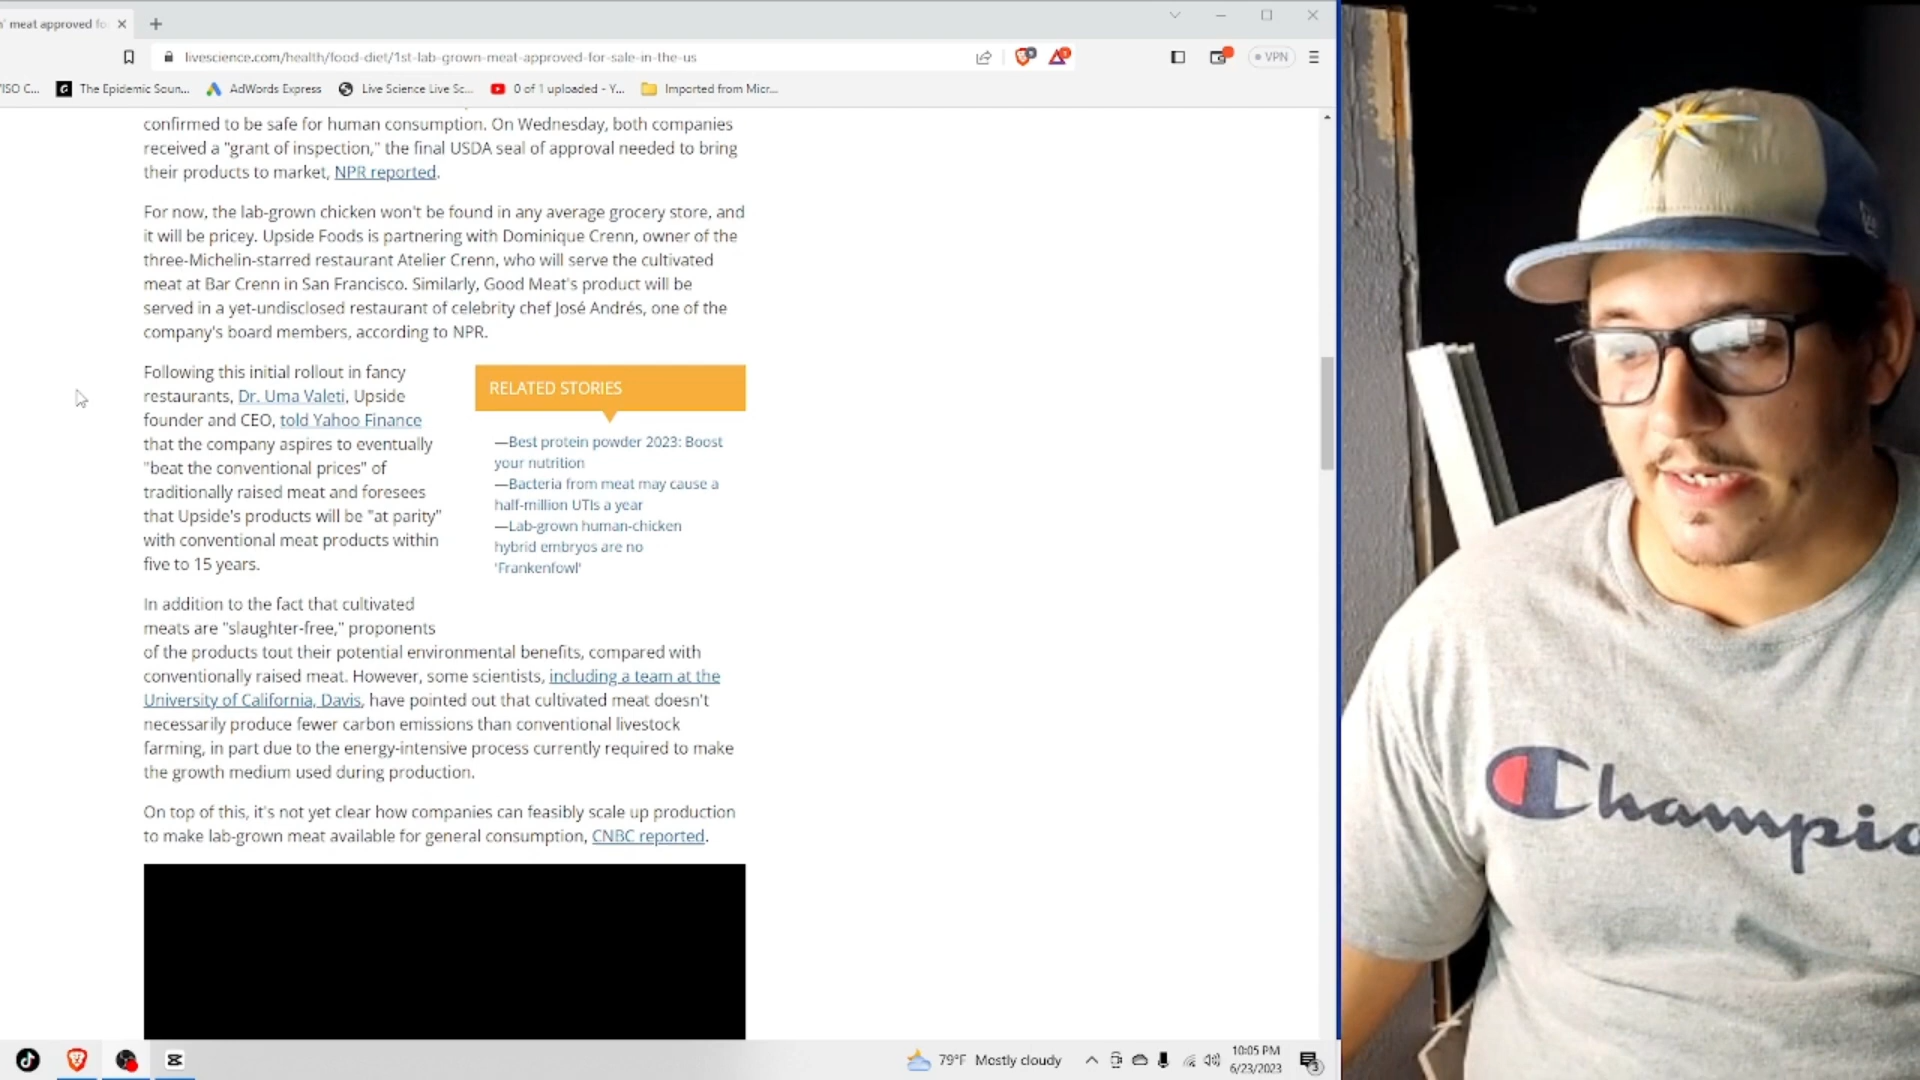 ' meat approved fo
livescience.com/health/food-diet/1st-lab-grown-meat-approved-for-sale-in-the-us
VPN
'ISO C...
The Epidemic Soun...
AdWords Express
Live Science Live Sc...
0 of 1 uploaded - Y...
Imported from Micr...
confirmed to be safe for human consumption. On Wednesday, both companies
received a "grant of inspection," the final USDA seal of approval needed to bring
their products to market, NPR reported.
For now, the lab-grown chicken won't be found in any average grocery store, and
it will be pricey. Upside Foods is partnering with Dominique Crenn, owner of the
three-Michelin-starred restaurant Atelier Crenn, who will serve the cultivated
meat at Bar Crenn in San Francisco. Similarly, Good Meat's product will be
served in a yet-undisclosed restaurant of celebrity chef José Andrés, one of the
company's board members, according to NPR.
Following this initial rollout in fancy
restaurants, Dr. Uma Valeti, Upside
founder and CEO, told Yahoo Finance
that the company aspires to eventually
"beat the conventional prices" of
traditionally raised meat and foresees
that Upside's products will be "at parity"
with conventional meat products within
five to 15 years.
RELATED STORIES
—Best protein powder 2023: Boost
your nutrition
—Bacteria from meat may cause a
half-million UTIs a year
—Lab-grown human-chicken
hybrid embryos are no
'Frankenfowl'
In addition to the fact that cultivated
meats are "slaughter-free," proponents
of the products tout their potential environmental benefits, compared with
conventionally raised meat. However, some scientists, including a team at the
University of California, Davis, have pointed out that cultivated meat doesn't
necessarily produce fewer carbon emissions than conventional livestock
farming, in part due to the energy-intensive process currently required to make
the growth medium used during production.
On top of this, it's not yet clear how companies can feasibly scale up production
to make lab-grown meat available for general consumption, CNBC reported.
79°F Mostly cloudy
10:05 PM
6/23/2023
3
Champio